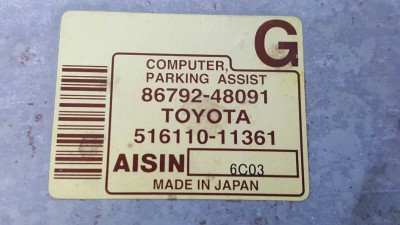 G
COMPUTER,
PARKING ASSIST
86792-48091
TOYOTA
516110-11361
AISIN 6C03
MADE IN JAPAN